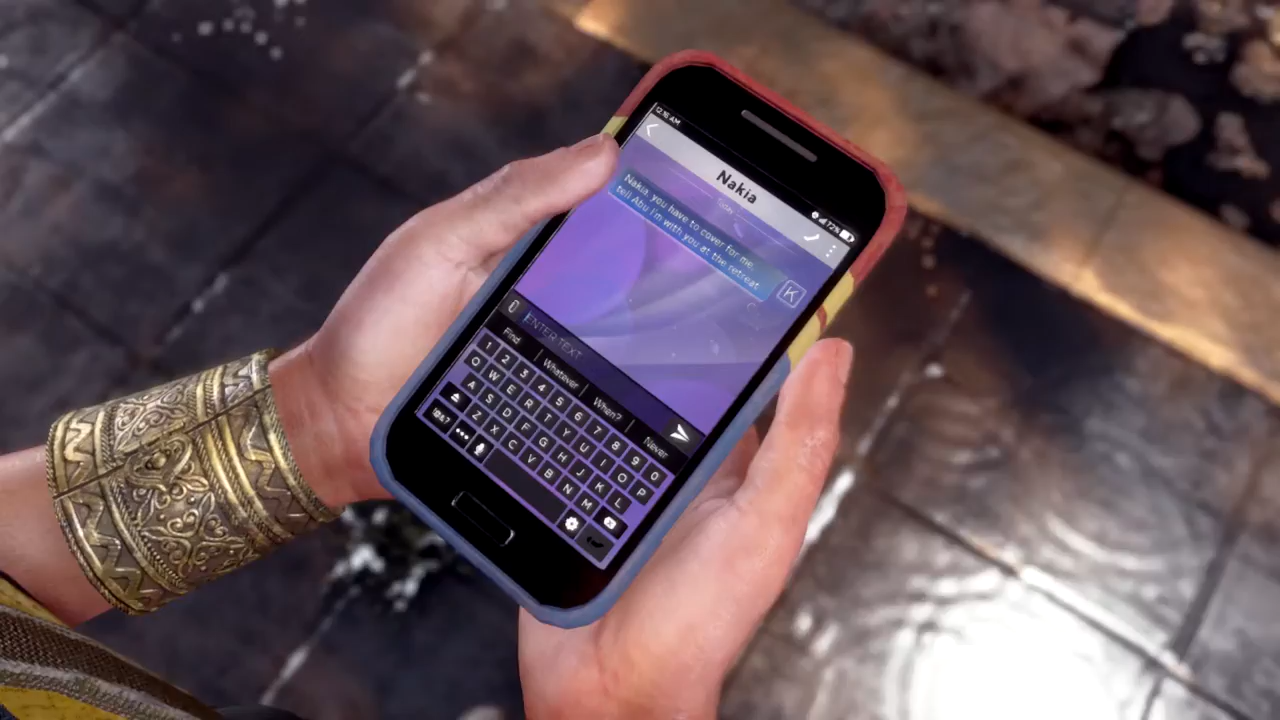 12:16 AM
72%
Nakia
Today
Nakia, you have to cover for me,
tell Abu I'm with you at the retreat
K
ENTER TEXT
Find
Whatever
When?
Never
1 2 3 4 5 6 7 8 9 0
Q W E R T Y U I O P
A S D F G H J K L
Z X C V B N M
!@&?